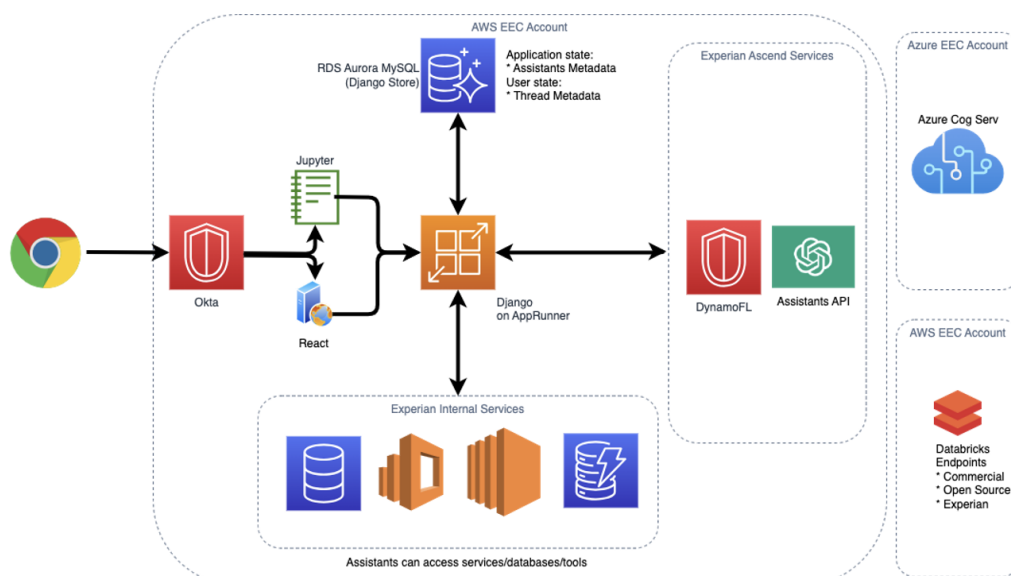 AWS EEC Account
RDS Aurora MySQL
(Django Store)
Application state:
* Assistants Metadata
User state:
* Thread Metadata
Experian Ascend Services
Azure EEC Account
Azure Cog Serv
Jupyter
Okta
React
Django
on AppRunner
DynamoFL
Assistants API
AWS EEC Account
Databricks
Endpoints
* Commercial
* Open Source
* Experian
Experian Internal Services
Assistants can access services/databases/tools